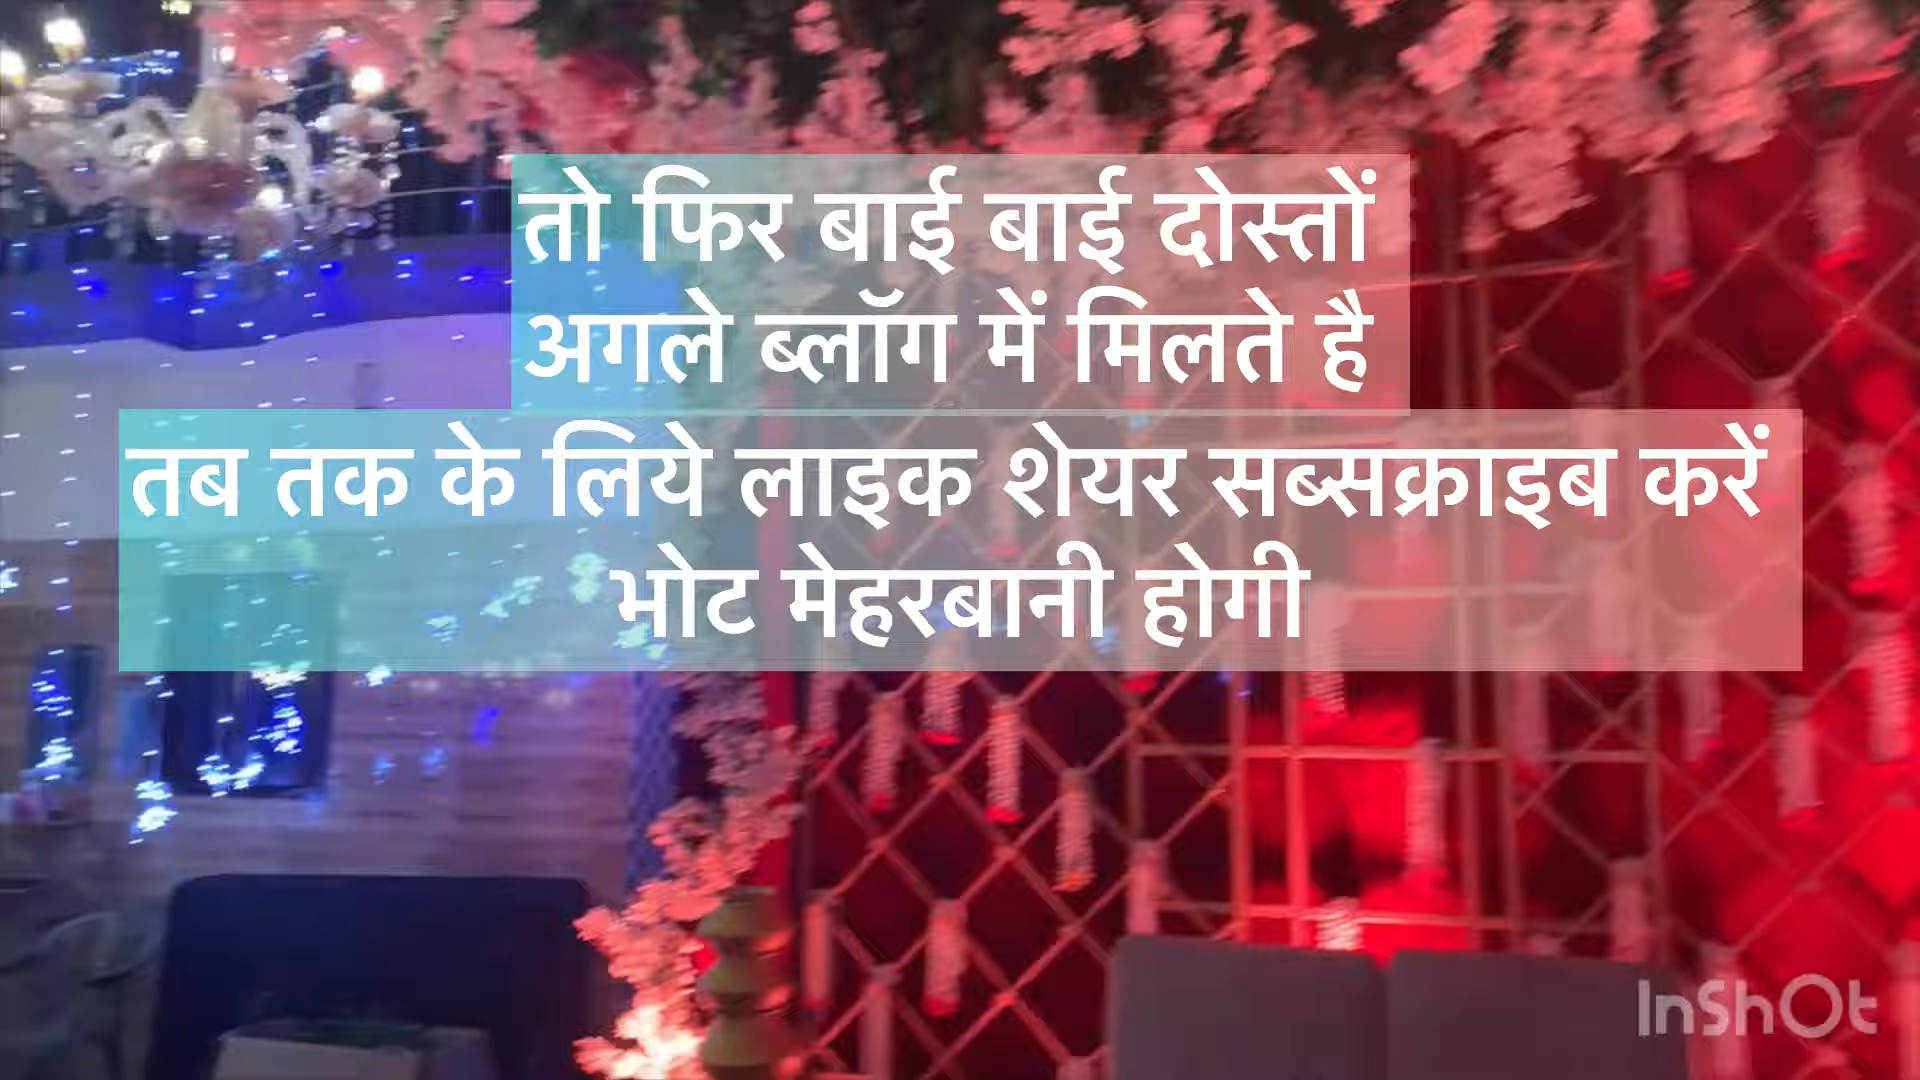 तो फिर बाई बाई दोस्तों
अगले ब्लॉग में मिलते है
तब तक के लिये लाइक शेयर सब्सक्राइब करें
भोट मेहरबानी होगी
InShOt